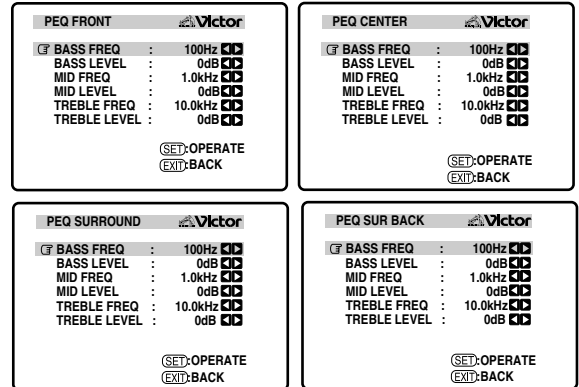 PEQ FRONT Victor
BASS FREQ : 100Hz
BASS LEVEL : 0dB
MID FREQ : 1.0kHz
MID LEVEL : 0dB
TREBLE FREQ : 10.0kHz
TREBLE LEVEL : 0dB
SET:OPERATE
EXIT:BACK
PEQ CENTER Victor
BASS FREQ : 100Hz
BASS LEVEL : 0dB
MID FREQ : 1.0kHz
MID LEVEL : 0dB
TREBLE FREQ : 10.0kHz
TREBLE LEVEL : 0dB
SET:OPERATE
EXIT:BACK
PEQ SURROUND Victor
BASS FREQ : 100Hz
BASS LEVEL : 0dB
MID FREQ : 1.0kHz
MID LEVEL : 0dB
TREBLE FREQ : 10.0kHz
TREBLE LEVEL : 0dB
SET:OPERATE
EXIT:BACK
PEQ SUR BACK Victor
BASS FREQ : 100Hz
BASS LEVEL : 0dB
MID FREQ : 1.0kHz
MID LEVEL : 0dB
TREBLE FREQ : 10.0kHz
TREBLE LEVEL : 0dB
SET:OPERATE
EXIT:BACK